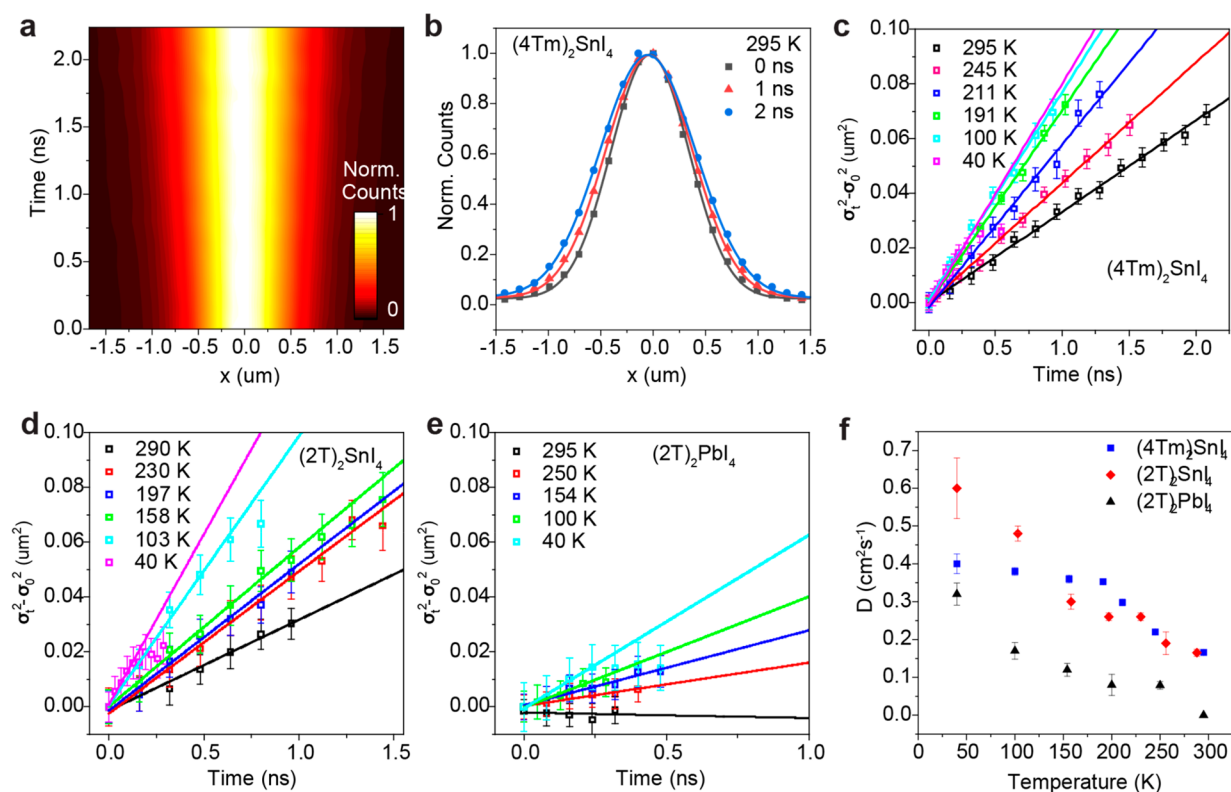 a
Time (ns)
2.0
1.5
1.0
0.5
0.0
Norm.
Counts
1
0
-1.5 -1.0 -0.5 0.0 0.5 1.0 1.5
x (um)
b
Norm. Counts
1.0
0.8
0.6
0.4
0.2
0.0
(4Tm)₂SnI₄
295 K
0 ns
1 ns
2 ns
-1.5 -1.0 -0.5 0.0 0.5 1.0 1.5
x (um)
c
σₜ²-σ₀² (um²)
0.10
0.08
0.06
0.04
0.02
0.00
295 K
245 K
211 K
191 K
100 K
40 K
(4Tm)₂SnI₄
0.0 0.5 1.0 1.5 2.0
Time (ns)
d
σₜ²-σ₀² (um²)
0.10
0.08
0.06
0.04
0.02
0.00
290 K
230 K
197 K
158 K
103 K
40 K
(2T)₂SnI₄
0.0 0.5 1.0 1.5
Time (ns)
e
σₜ²-σ₀² (um²)
0.10
0.08
0.06
0.04
0.02
0.00
295 K
250 K
154 K
100 K
40 K
(2T)₂PbI₄
0.0 0.5 1.0
Time (ns)
f
D (cm²s⁻¹)
0.7
0.6
0.5
0.4
0.3
0.2
0.1
0.0
(4Tm)₂SnI₄
(2T)₂SnI₄
(2T)₂PbI₄
50 100 150 200 250 300
Temperature (K)